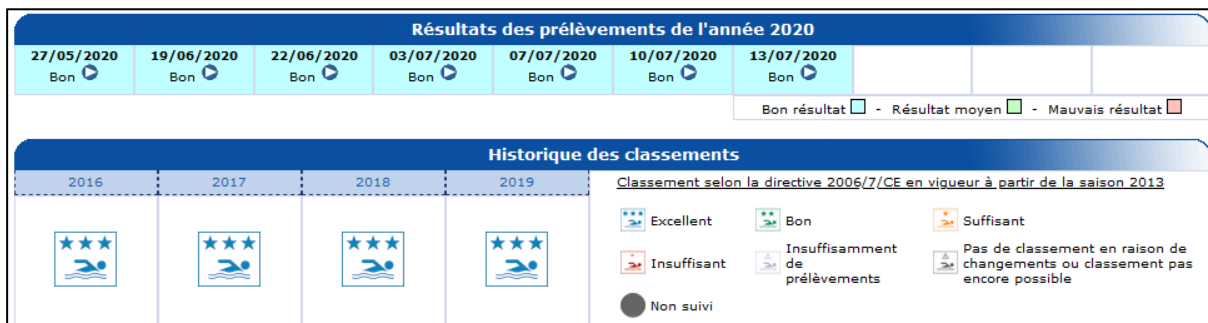 Résultats des prélèvements de l'année 2020
27/05/2020 19/06/2020 22/06/2020 03/07/2020 07/07/2020 10/07/2020 13/07/2020
Bon Bon Bon Bon Bon Bon Bon
Bon résultat - Résultat moyen - Mauvais résultat
Historique des classements
2016 2017 2018 2019
Classement selon la directive 2006/7/CE en vigueur à partir de la saison 2013
Excellent
Bon
Suffisant
Insuffisant
Insuffisamment
de
prélèvements
Pas de classement en raison de
changements ou classement pas
encore possible
Non suivi